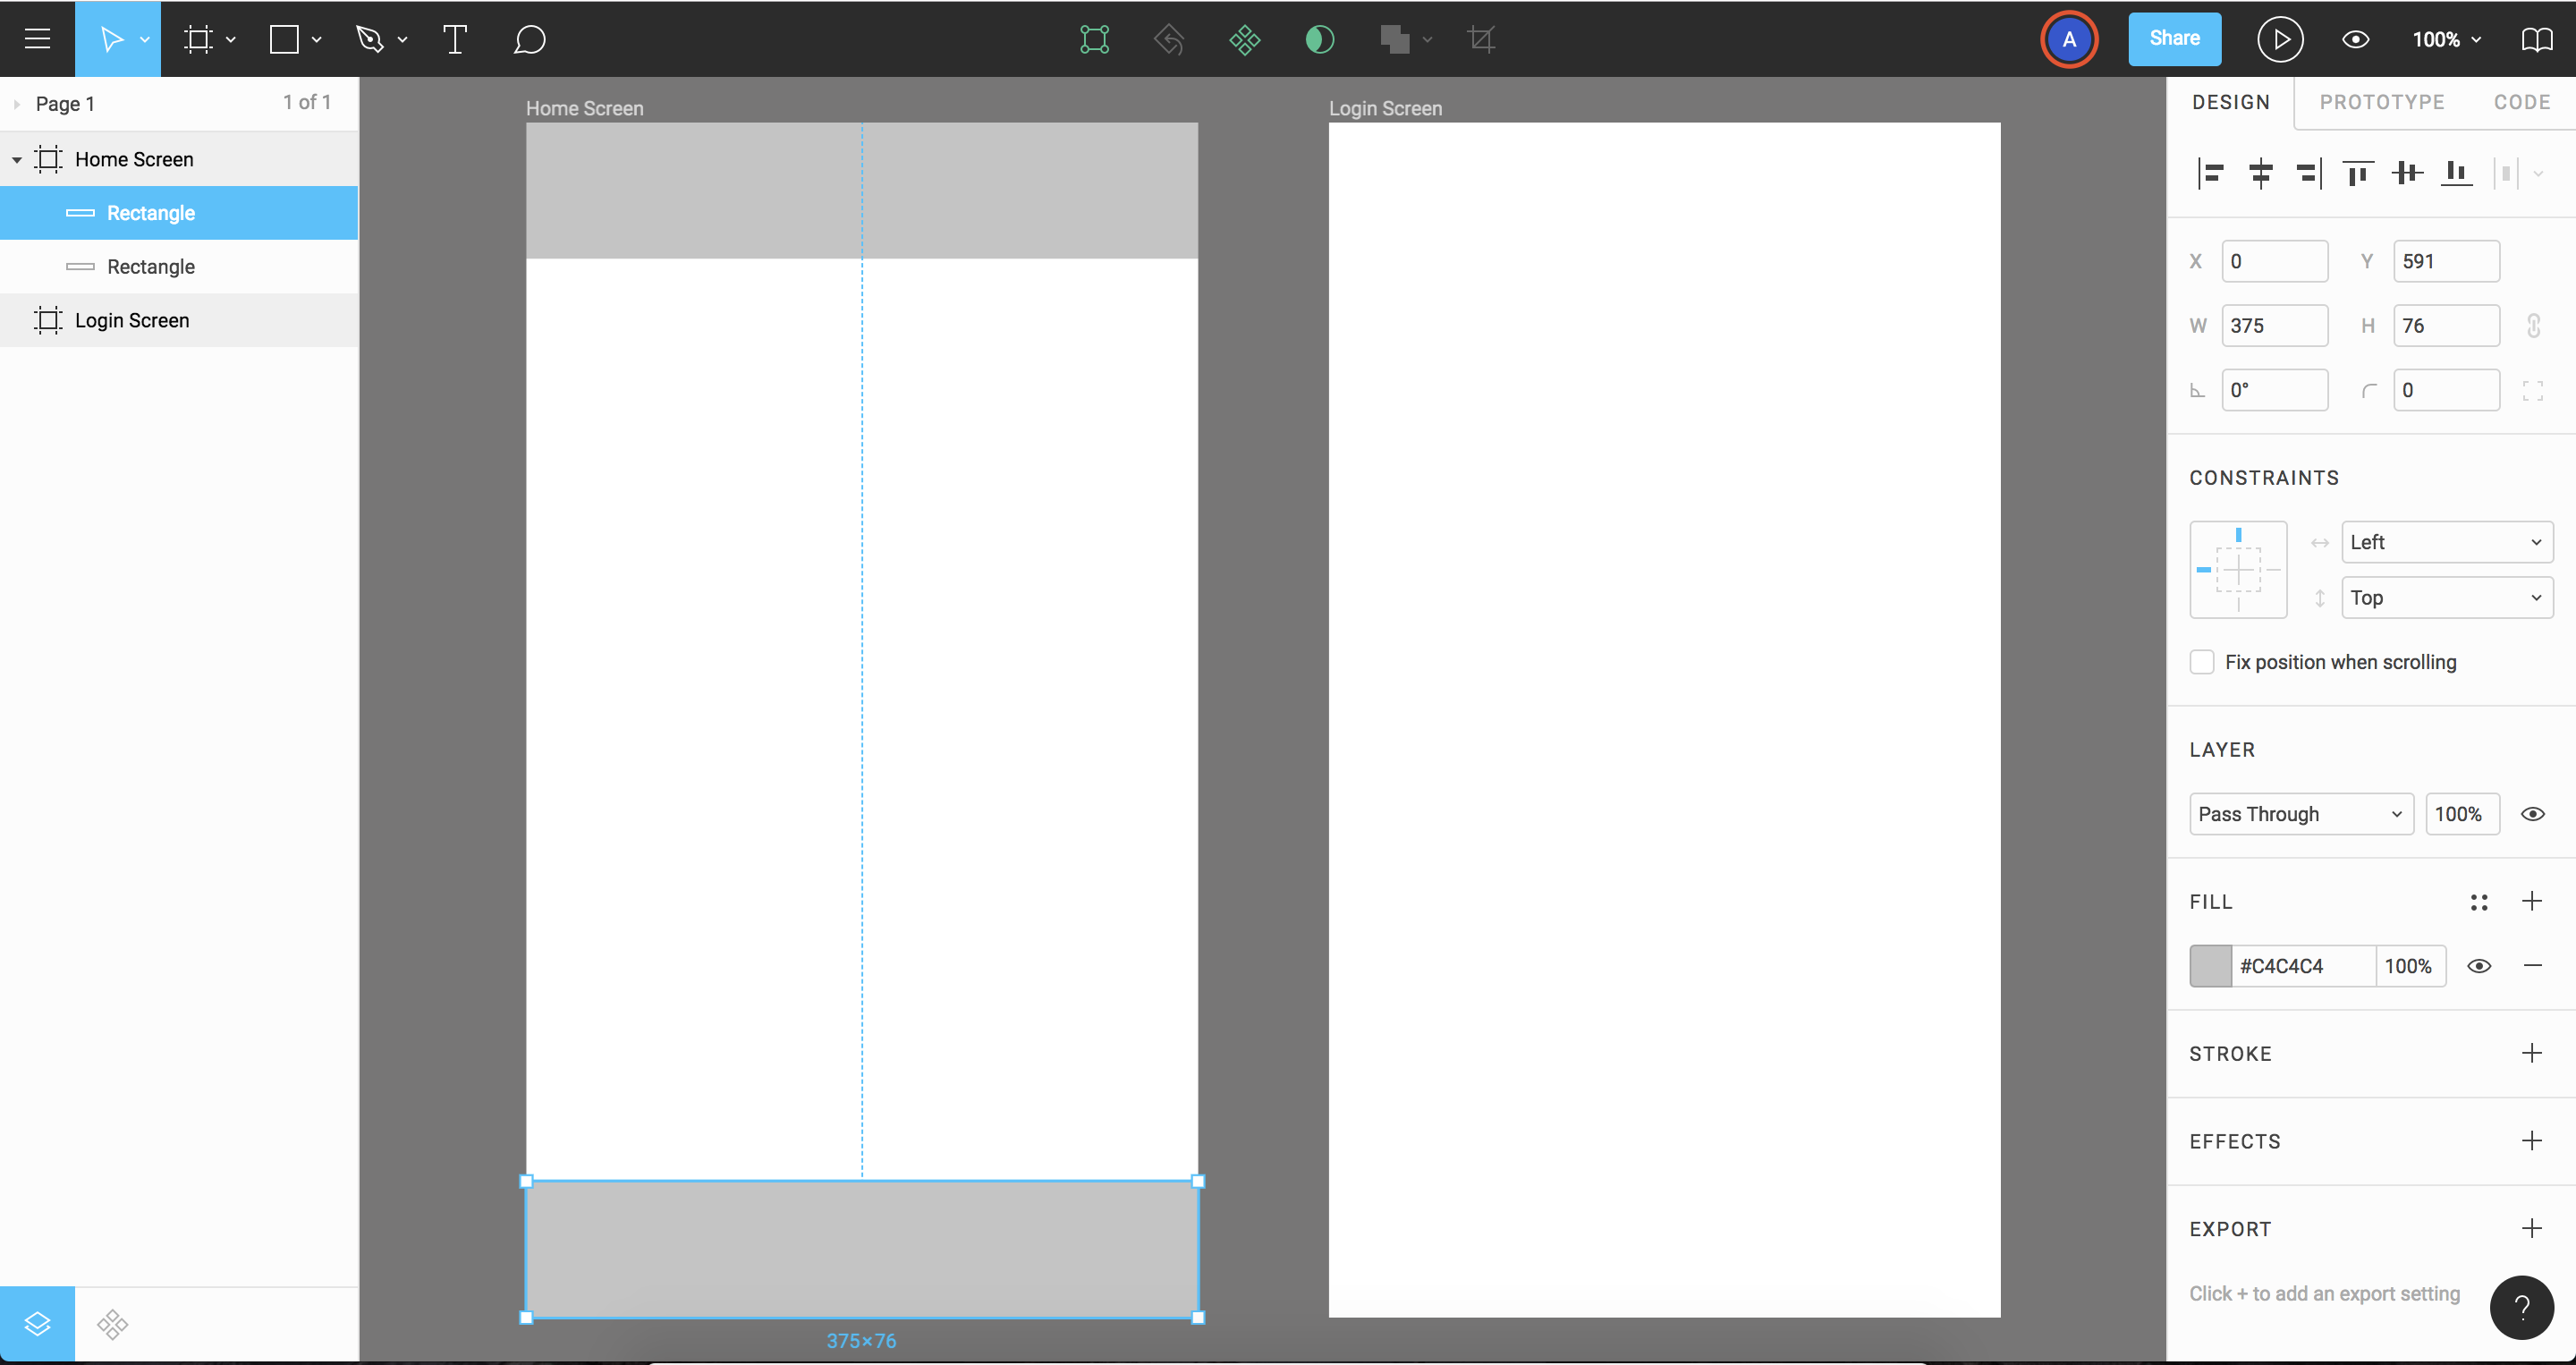 A
Share
100%
Page 1
1 of 1
Home Screen
Rectangle
Rectangle
Login Screen
Home Screen
Login Screen
375×76
DESIGN
PROTOTYPE
CODE
X 0 Y 591
W 375 H 76
0° 0
CONSTRAINTS
Left
Top
Fix position when scrolling
LAYER
Pass Through 100%
FILL
#C4C4C4 100%
STROKE
EFFECTS
EXPORT
Click + to add an export setting
?